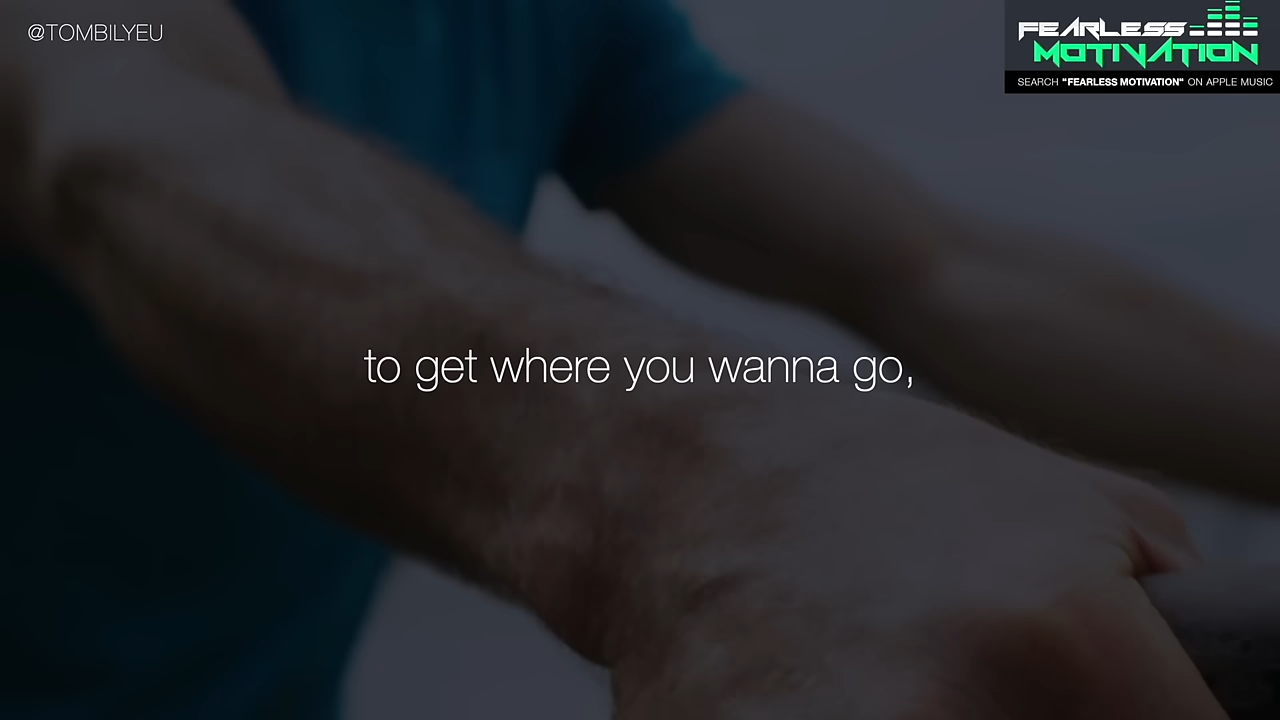 @TOMBILYEU
FEARLESS
MOTIVATION
SEARCH "FEARLESS MOTIVATION" ON APPLE MUSIC
to get where you wanna go,